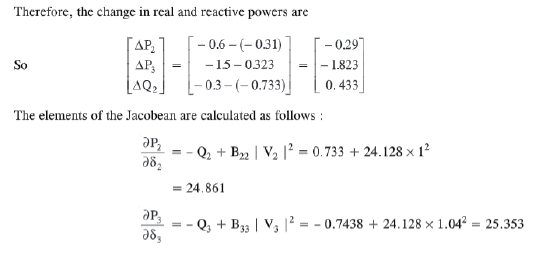 Therefore, the change in real and reactive powers are
So [ΔP₂ ΔP₃ ΔQ₂] = [– 0.6 – (– 0.31) – 1.5 – 0.323 – 0.3 – (– 0.733)] = [– 0.29 – 1.823 0.433]
The elements of the Jacobean are calculated as follows :
∂P₂/∂δ₂ = – Q₂ + B₂₂ | V₂ |² = 0.733 + 24.128 × 1²
= 24.861
∂P₃/∂δ₃ = – Q₃ + B₃₃ | V₃ |² = – 0.7438 + 24.128 × 1.04² = 25.353